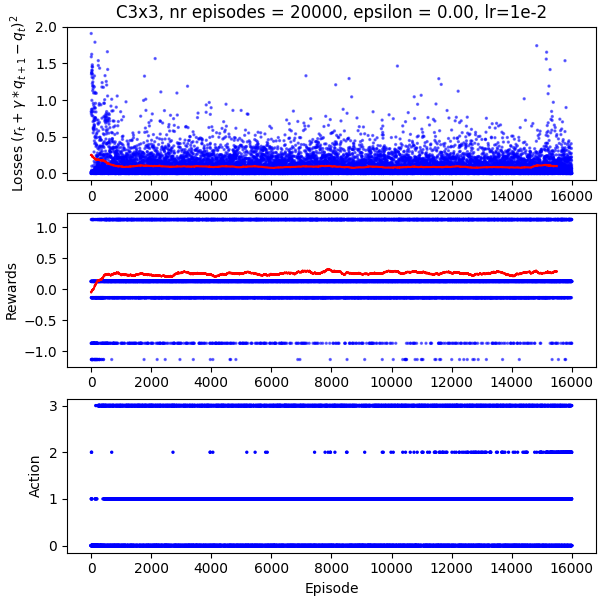 C3x3, nr episodes = 20000, epsilon = 0.00, lr=1e-2
Losses $(r_t + \gamma * q_{t+1} - q_t)^2$
2.0
1.5
1.0
0.5
0.0
0 2000 4000 6000 8000 10000 12000 14000 16000
Rewards
1.0
0.5
0.0
−0.5
−1.0
0 2000 4000 6000 8000 10000 12000 14000 16000
Action
3
2
1
0
0 2000 4000 6000 8000 10000 12000 14000 16000
Episode